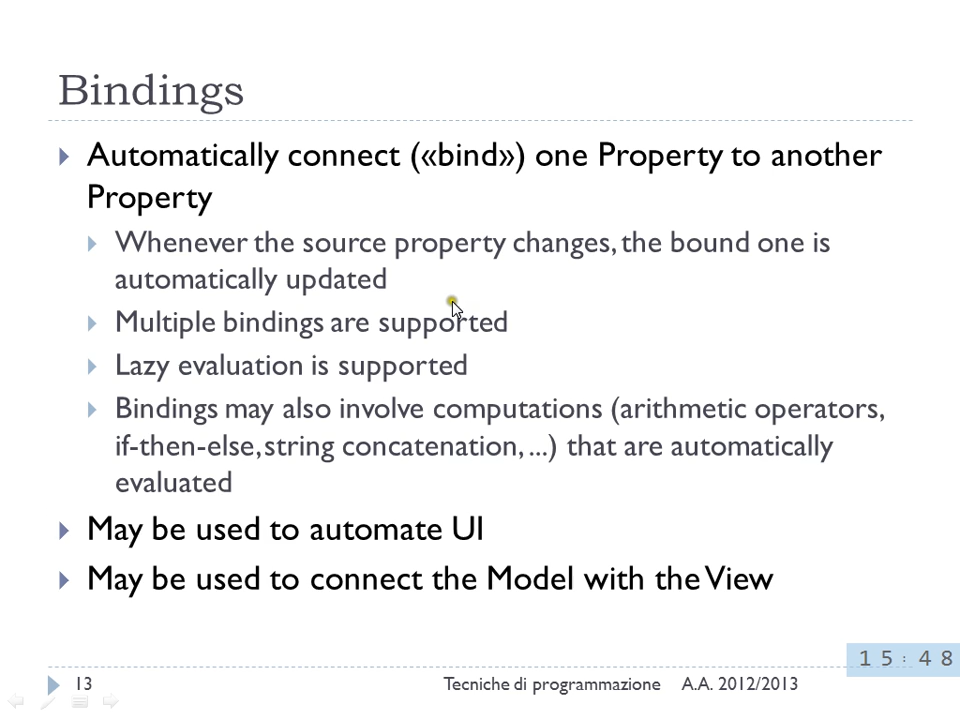 Bindings
Automatically connect («bind») one Property to another
Property
Whenever the source property changes, the bound one is
automatically updated
Multiple bindings are supported
Lazy evaluation is supported
Bindings may also involve computations (arithmetic operators,
if-then-else, string concatenation, ...) that are automatically
evaluated
May be used to automate UI
May be used to connect the Model with the View
15:48
13 Tecniche di programmazione A.A. 2012/2013